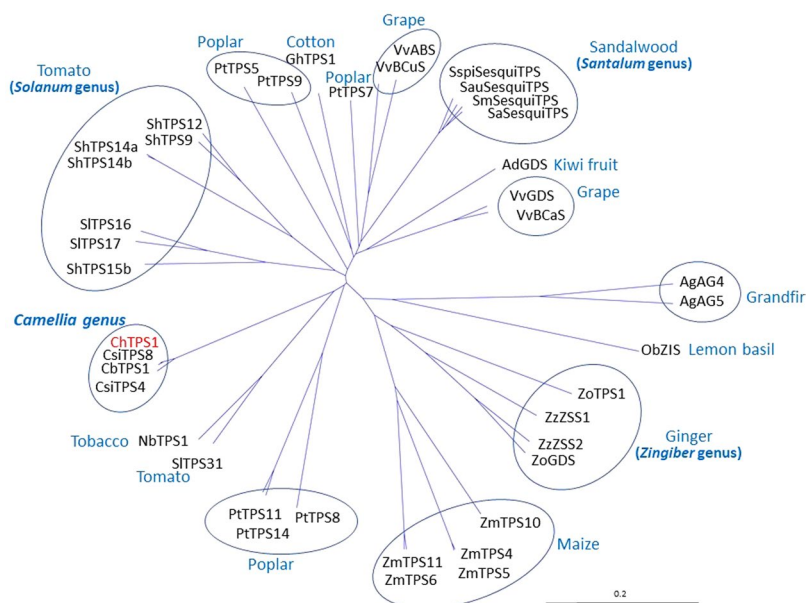 Grape
Poplar
Cotton
VvABS
Sandalwood
(Santalum genus)
GhTPS1
PtTPS5
VvBCuS
SspiSesquiTPS
Tomato
(Solanum genus)
Poplar
PtTPS9
PtTPS7
SauSesquiTPS
SmSesquiTPS
SaSesquiTPS
ShTPS12
ShTPS9
ShTPS14a
ShTPS14b
AdGDS Kiwi fruit
VvGDS
Grape
VvBCaS
SlTPS16
SlTPS17
ShTPS15b
AgAG4
AgAG5
Grandfir
Camellia genus
ChTPS1
CsiTPS8
CbTPS1
CsiTPS4
ObZIS Lemon basil
ZoTPS1
ZzZSS1
ZzZSS2
ZoGDS
Ginger
(Zingiber genus)
Tobacco NbTPS1
SlTPS31
Tomato
PtTPS11
PtTPS8
PtTPS14
Poplar
ZmTPS10
Maize
ZmTPS11
ZmTPS4
ZmTPS6
ZmTPS5
0.2